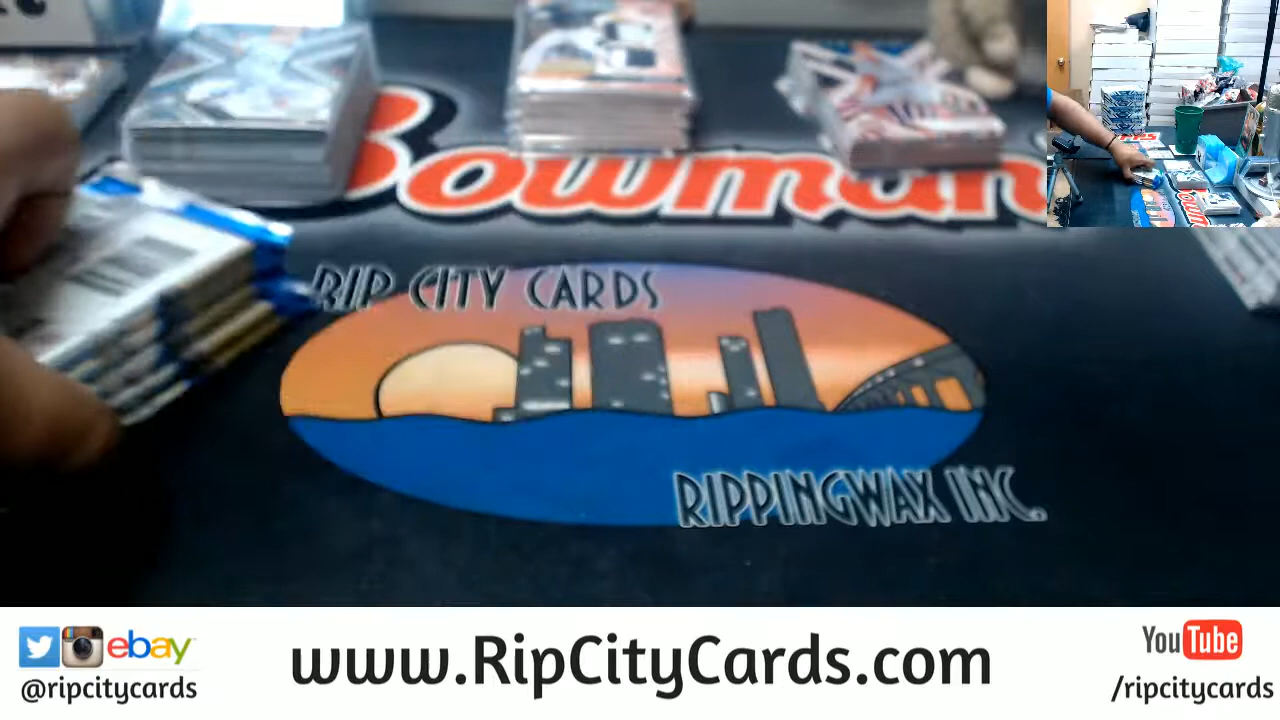 Bowman
RIP CITY CARDS
RIPPINGWAX INC.
ebay
@ripcitycards
www.RipCityCards.com
YouTube
/ripcitycards